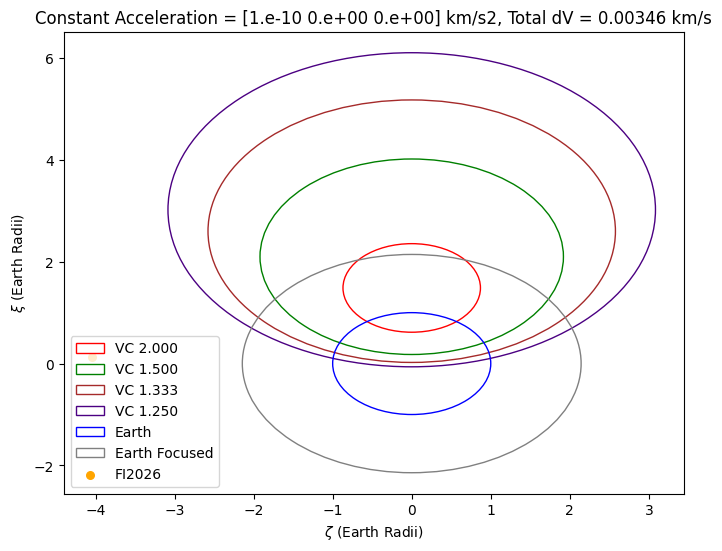 Constant Acceleration = [1.e-10 0.e+00 0.e+00] km/s2, Total dV = 0.00346 km/s
6
4
2
0
−2
ξ (Earth Radii)
VC 2.000
VC 1.500
VC 1.333
VC 1.250
Earth
Earth Focused
FI2026
−4
−3
−2
−1
0
1
2
3
ζ (Earth Radii)